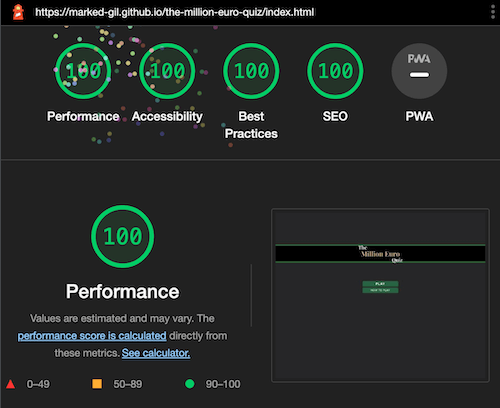 https://marked-gil.github.io/the-million-euro-quiz/index.html
100 100 100 100 PWA
Performance Accessibility Best Practices SEO PWA
100
Performance
Values are estimated and may vary. The
performance score is calculated directly from
these metrics. See calculator.
0–49 50–89 90–100
The
Million Euro
Quiz
PLAY
HOW TO PLAY